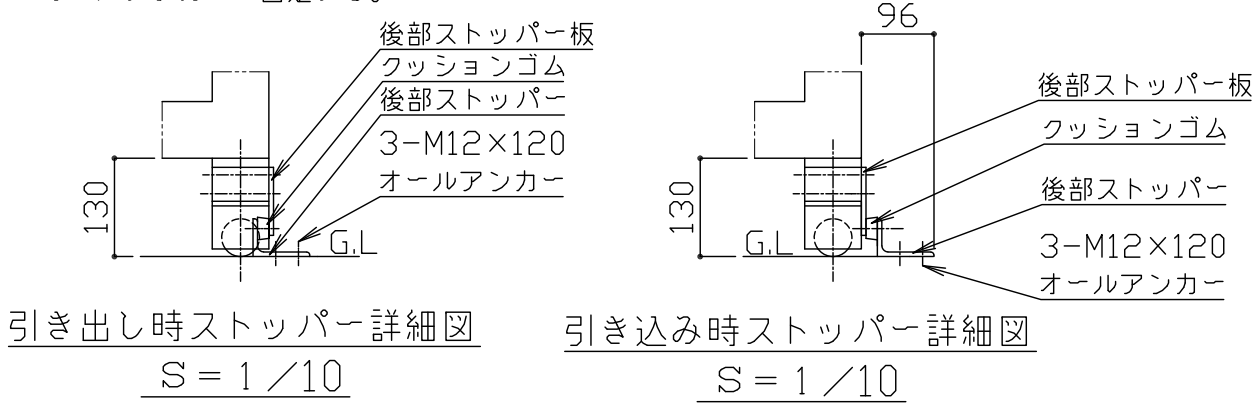 後部ストッパー板
クッションゴム
後部ストッパー
3-M12×120
オールアンカー
130
G.L
引き出し時ストッパー詳細図
S=1/10
96
後部ストッパー板
クッションゴム
後部ストッパー
3-M12×120
オールアンカー
130
G.L
引き込み時ストッパー詳細図
S=1/10